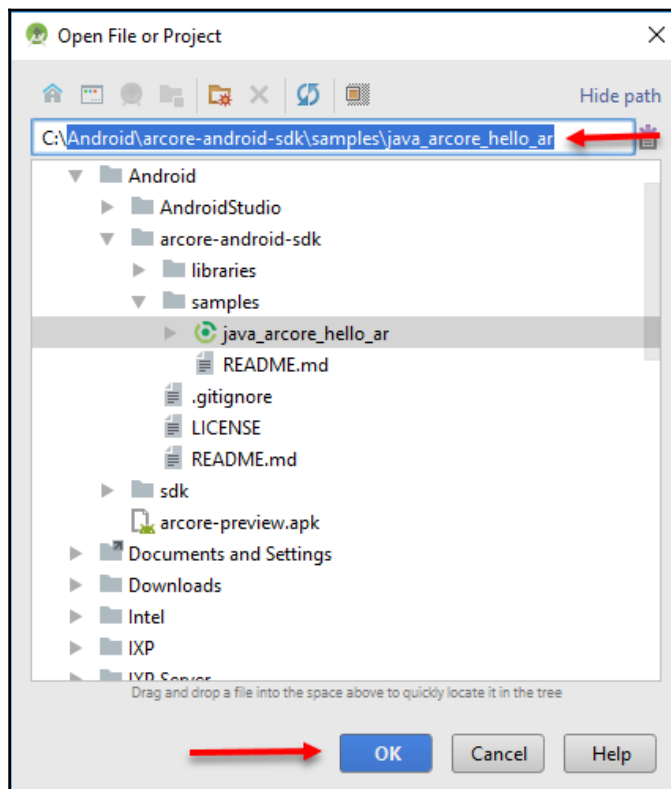 Open File or Project
Hide path
C:\Android\arcore-android-sdk\samples\java_arcore_hello_ar
Android
AndroidStudio
arcore-android-sdk
libraries
samples
java_arcore_hello_ar
README.md
.gitignore
LICENSE
README.md
sdk
arcore-preview.apk
Documents and Settings
Downloads
Intel
IXP
IXP Server
Drag and drop a file into the space above to quickly locate it in the tree
OK Cancel Help